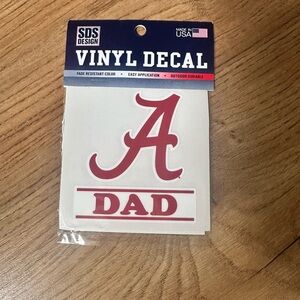 SDS
DESIGN
MADE IN
USA
VINYL DECAL
FADE RESISTANT COLOR • EASY APPLICATION • OUTDOOR DURABLE
A
DAD